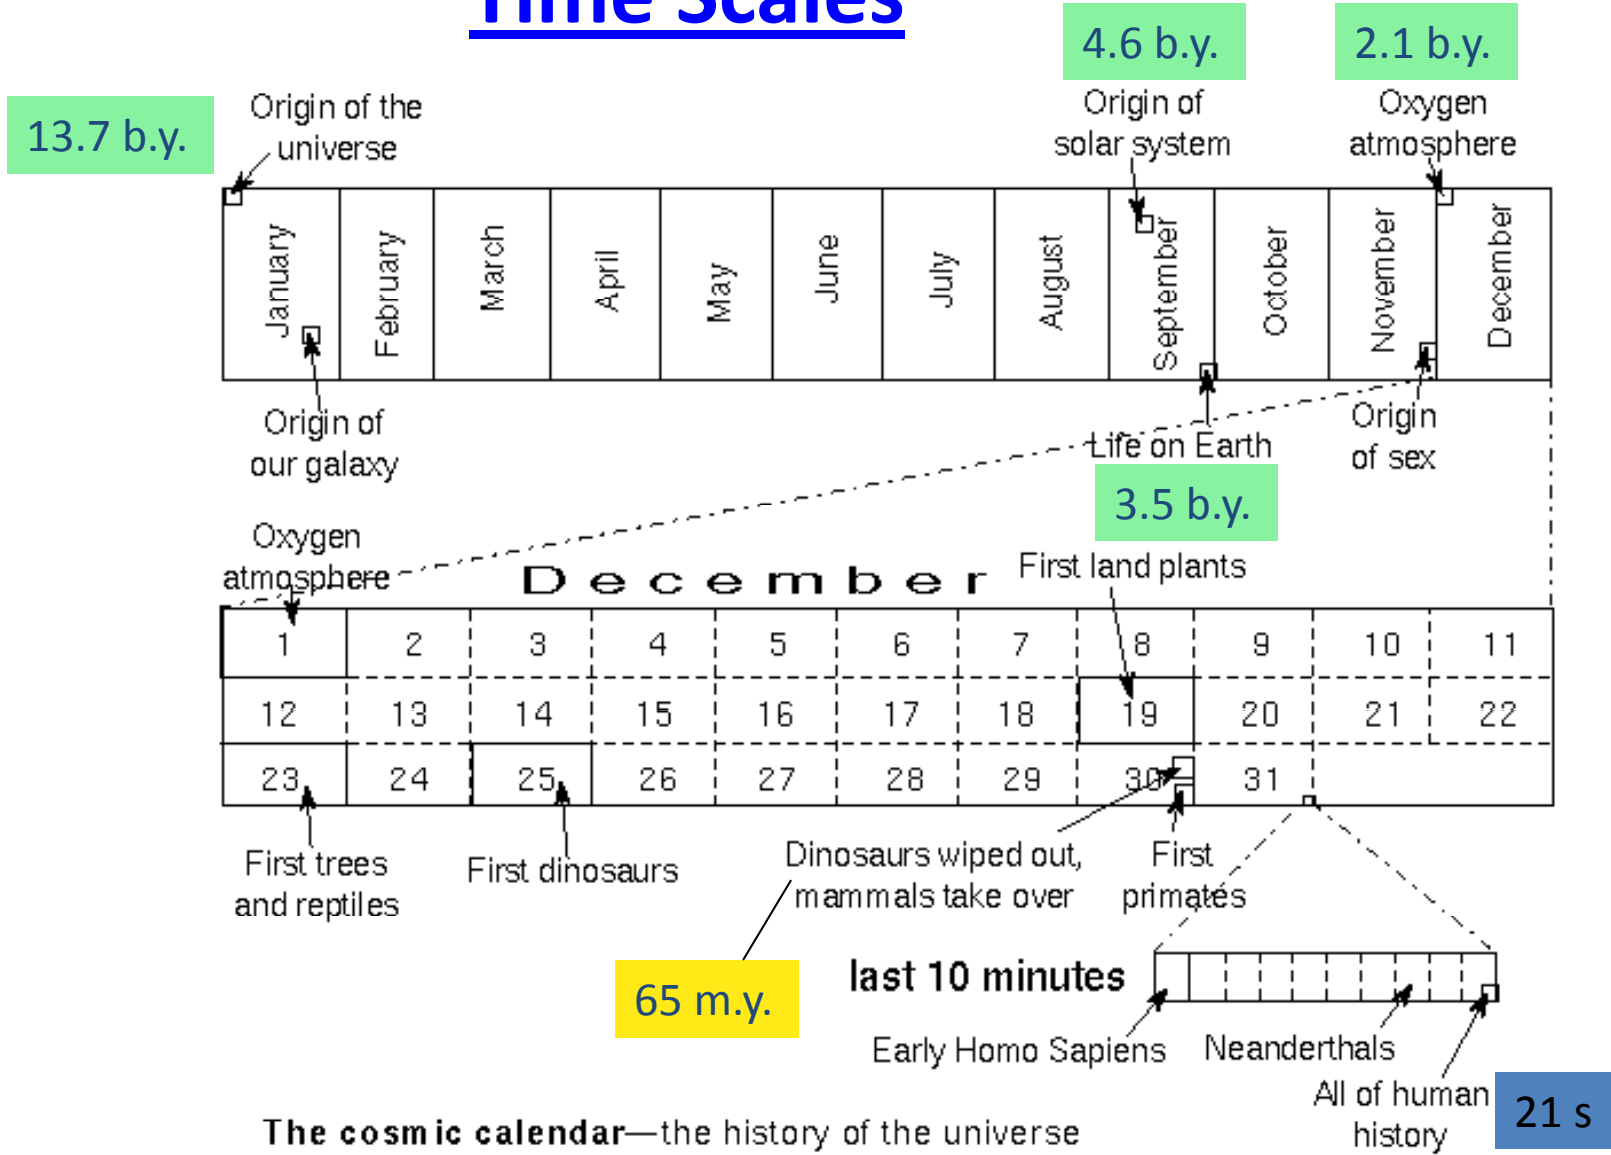 Time Scales
4.6 b.y.
2.1 b.y.
13.7 b.y.
Origin of the
universe
Origin of
solar system
Oxygen
atmosphere
January
February
March
April
May
June
July
August
September
October
November
December
Origin of
our galaxy
Life on Earth
Origin
of sex
3.5 b.y.
Oxygen
atmosphere
December
First land plants
1 2 3 4 5 6 7 8 9 10 11
12 13 14 15 16 17 18 19 20 21 22
23 24 25 26 27 28 29 30 31
First trees
and reptiles
First dinosaurs
Dinosaurs wiped out,
mammals take over
First
primates
65 m.y.
last 10 minutes
Early Homo Sapiens
Neanderthals
All of human
history
21 s
The cosmic calendar—the history of the universe